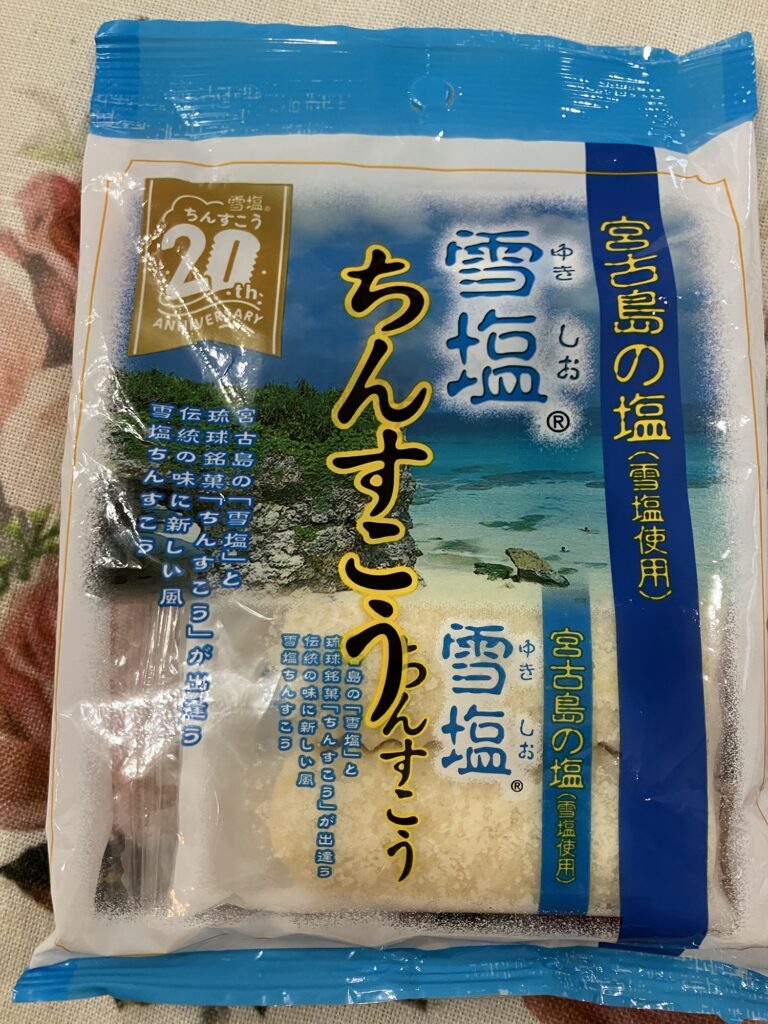 宮古島の塩(雪塩使用)
雪塩®
ゆきしお
ちんすこう
雪塩®
ちんすこう
20th
ANNIVERSARY
宮古島の「雪塩」と
琉球銘菓「ちんすこう」が出逢う
伝統の味に新しい風
雪塩ちんすこう
宮古島の塩(雪塩使用)
雪塩®
ゆきしお
ちんすこう
島の「雪塩」と
琉球銘菓「ちんすこう」が出逢う
伝統の味に新しい風
雪塩ちんすこう